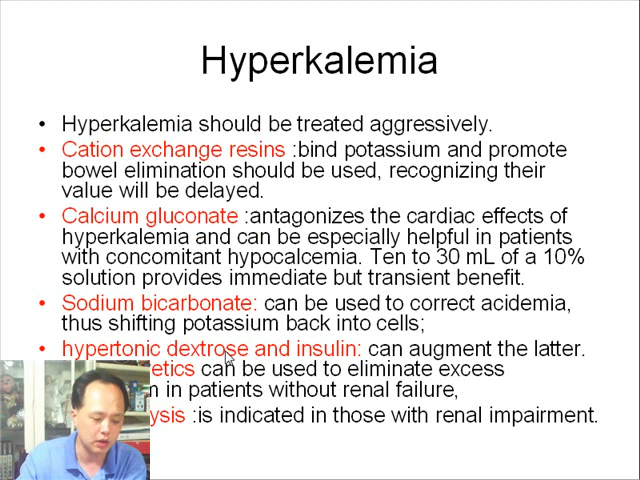 Hyperkalemia
• Hyperkalemia should be treated aggressively.
• Cation exchange resins :bind potassium and promote
bowel elimination should be used, recognizing their
value will be delayed.
• Calcium gluconate :antagonizes the cardiac effects of
hyperkalemia and can be especially helpful in patients
with concomitant hypocalcemia. Ten to 30 mL of a 10%
solution provides immediate but transient benefit.
• Sodium bicarbonate: can be used to correct acidemia,
thus shifting potassium back into cells;
• hypertonic dextrose and insulin: can augment the latter.
can be used to eliminate excess
in patients without renal failure,
:is indicated in those with renal impairment.